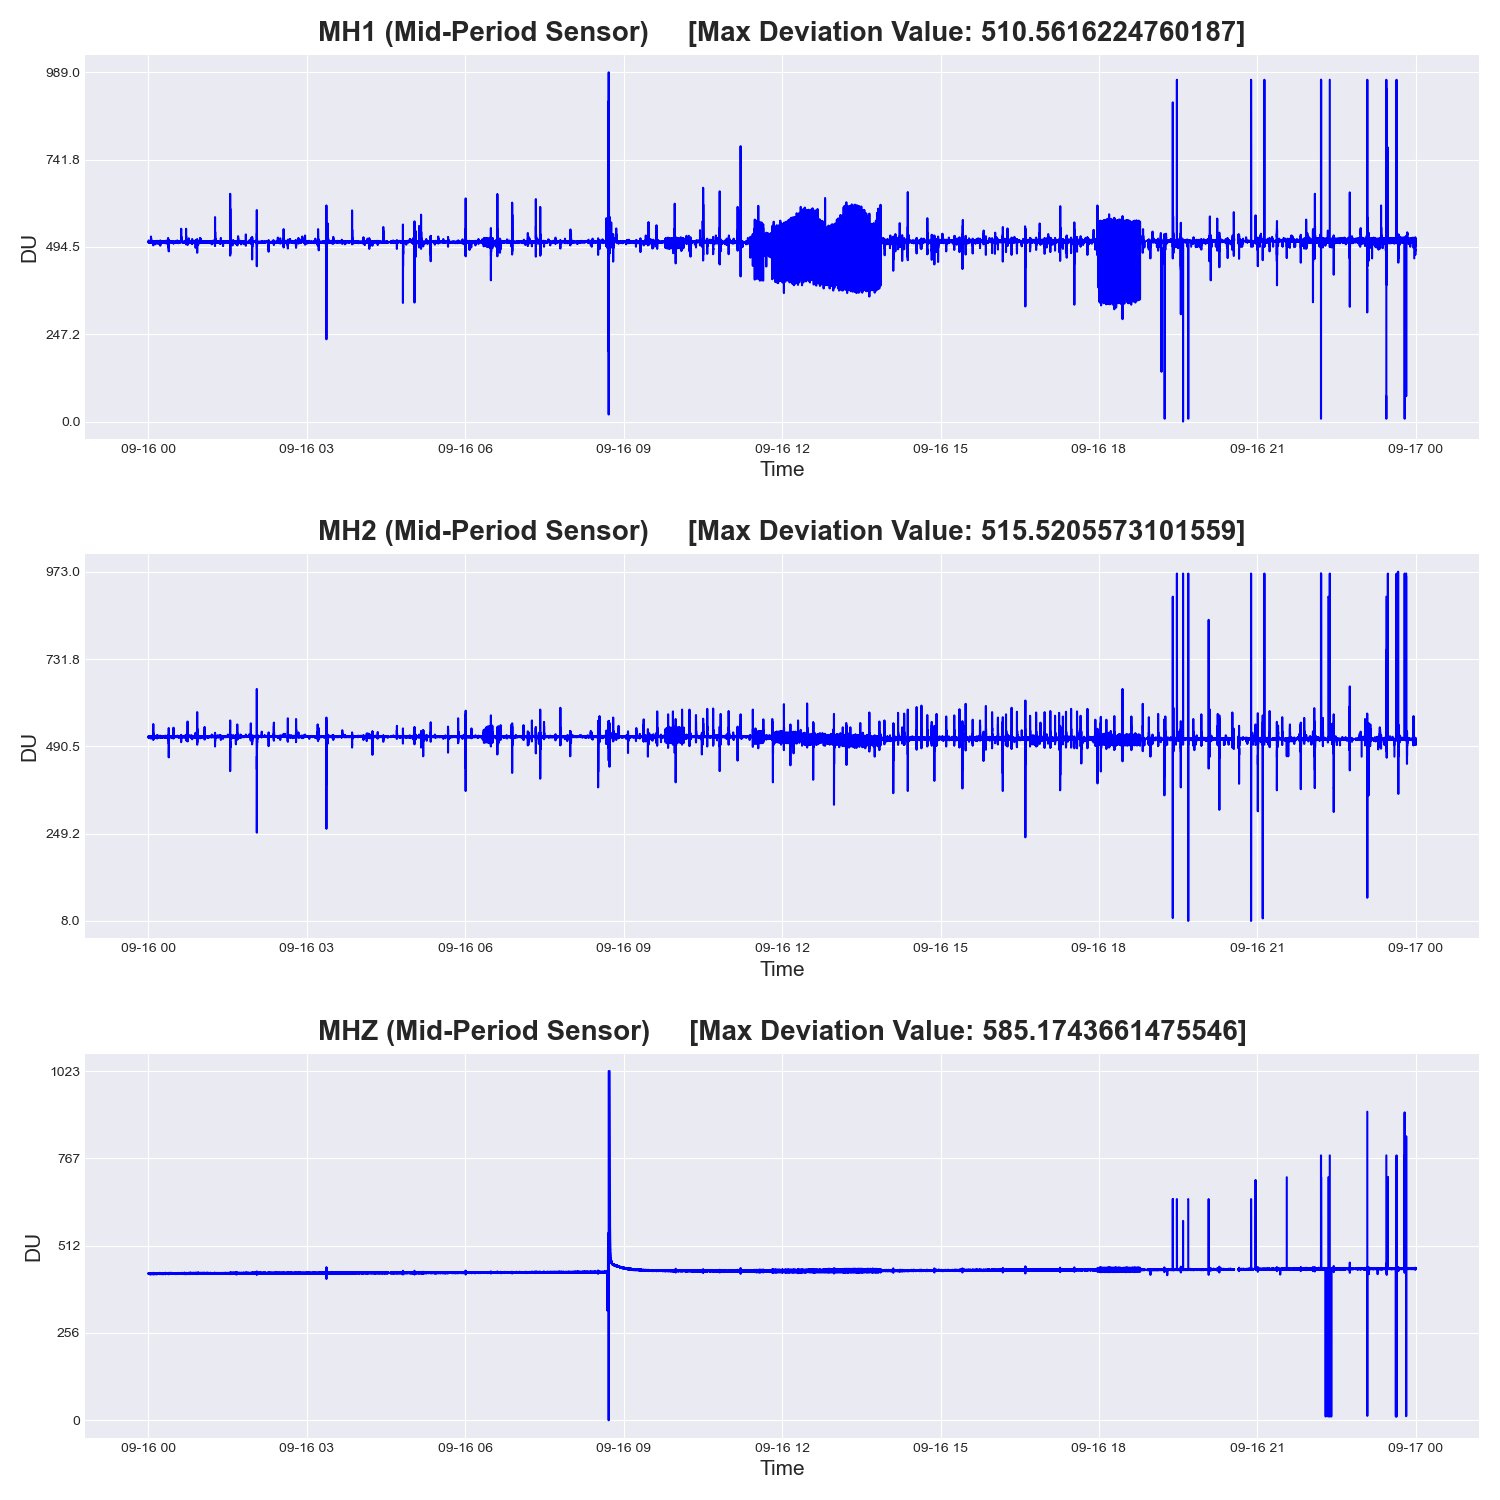 MH1 (Mid-Period Sensor) [Max Deviation Value: 510.5616224760187]
989.0
741.8
494.5
247.2
0.0
DU
09-16 00 09-16 03 09-16 06 09-16 09 09-16 12 09-16 15 09-16 18 09-16 21 09-17 00
Time
MH2 (Mid-Period Sensor) [Max Deviation Value: 515.5205573101559]
973.0
731.8
490.5
249.2
8.0
DU
09-16 00 09-16 03 09-16 06 09-16 09 09-16 12 09-16 15 09-16 18 09-16 21 09-17 00
Time
MHZ (Mid-Period Sensor) [Max Deviation Value: 585.1743661475546]
1023
767
512
256
0
DU
09-16 00 09-16 03 09-16 06 09-16 09 09-16 12 09-16 15 09-16 18 09-16 21 09-17 00
Time